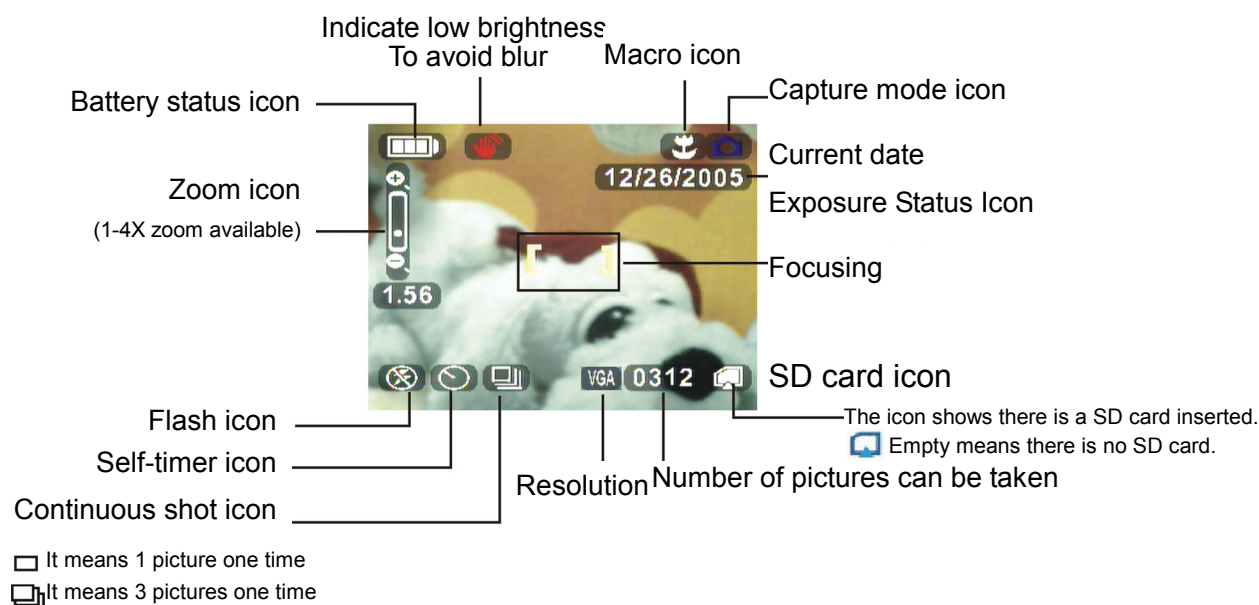 Indicate low brightness
To avoid blur
Macro icon
Battery status icon
Capture mode icon
Current date
12/26/2005
Zoom icon
Exposure Status Icon
(1-4X zoom available)
Focusing
1.56
VGA 0312
SD card icon
The icon shows there is a SD card inserted.
Empty means there is no SD card.
Flash icon
Self-timer icon
Resolution
Number of pictures can be taken
Continuous shot icon
It means 1 picture one time
It means 3 pictures one time